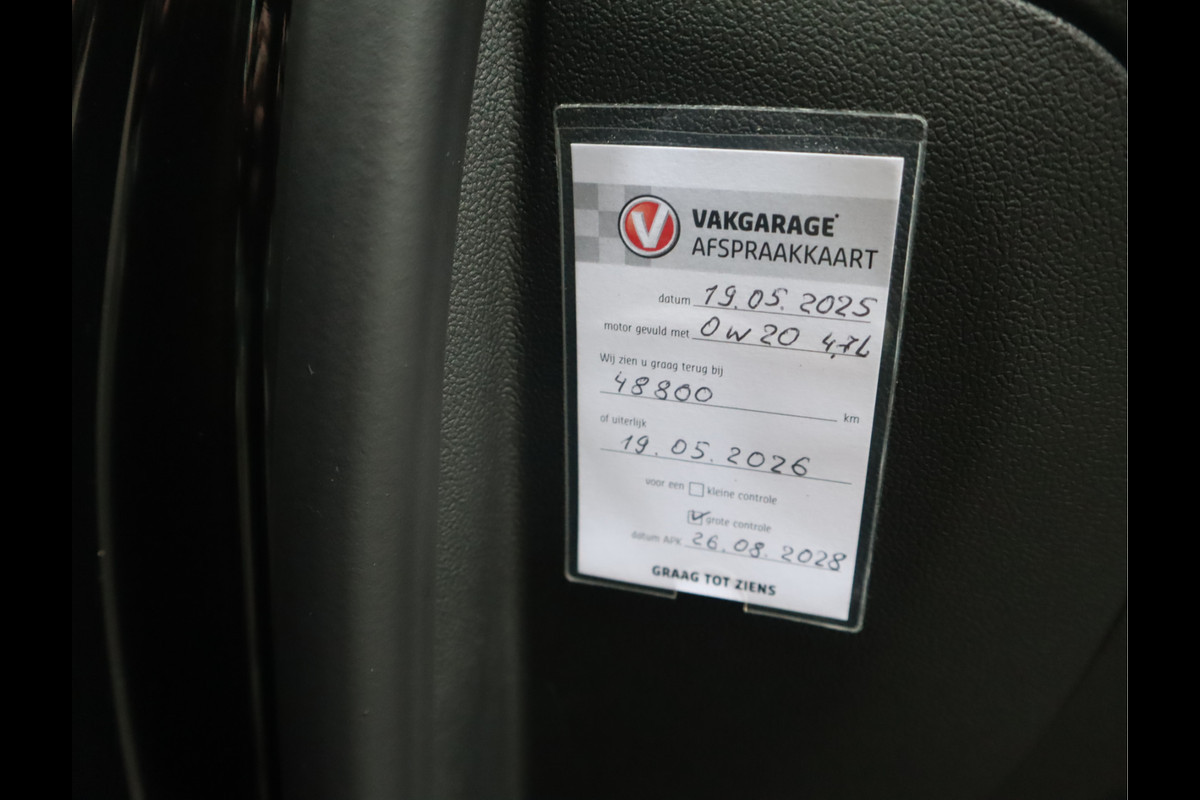 V
VAKGARAGE
AFSPRAAKKAART
datum 19.05.2025
motor gevuld met 0w20 4,7L
Wij zien u graag terug bij
48800 km
of uiterlijk
19.05.2026
voor een kleine controle
grote controle
datum APK 26.08.2028
GRAAG TOT ZIENS